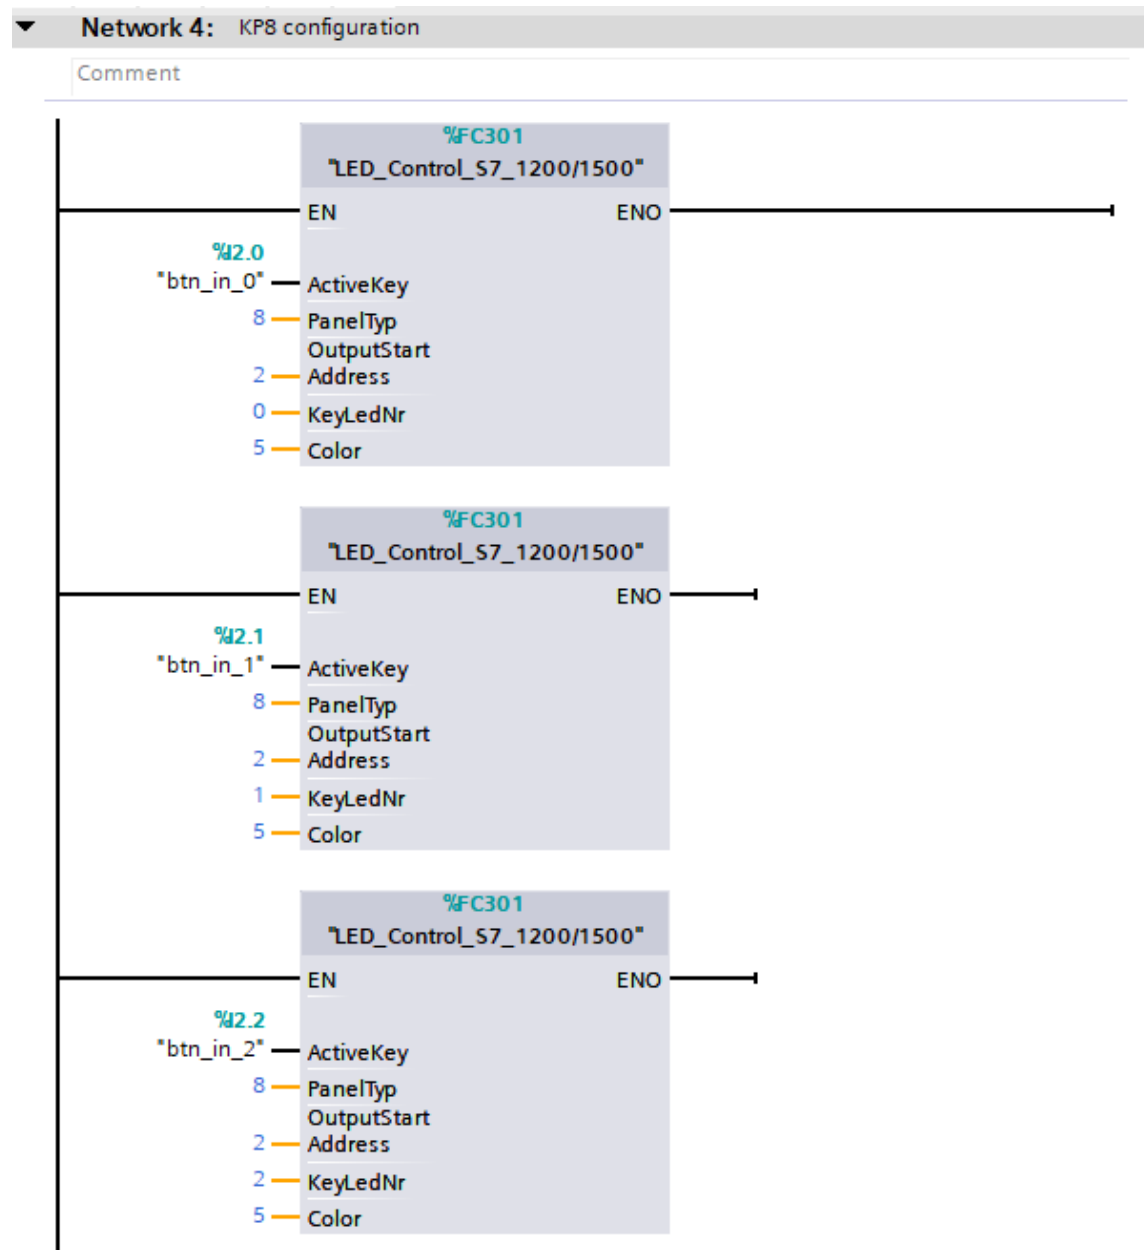 Network 4: KP8 configuration
Comment
%FC301
"LED_Control_S7_1200/1500"
EN ENO
%I2.0
"btn_in_0" ActiveKey
8 PanelTyp
OutputStart
2 Address
0 KeyLedNr
5 Color
%FC301
"LED_Control_S7_1200/1500"
EN ENO
%I2.1
"btn_in_1" ActiveKey
8 PanelTyp
OutputStart
2 Address
1 KeyLedNr
5 Color
%FC301
"LED_Control_S7_1200/1500"
EN ENO
%I2.2
"btn_in_2" ActiveKey
8 PanelTyp
OutputStart
2 Address
2 KeyLedNr
5 Color